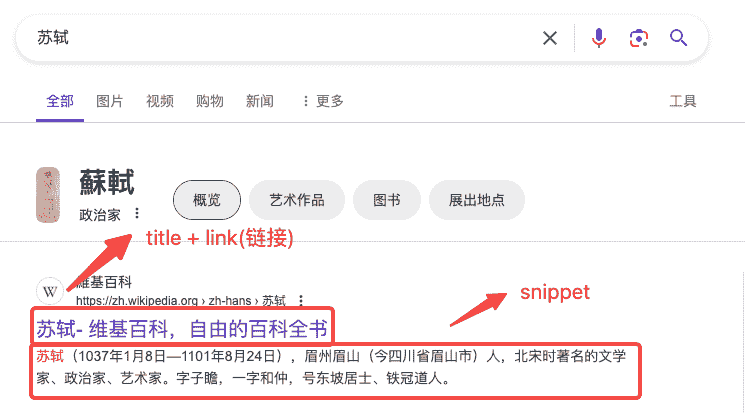 苏轼
全部 图片 视频 购物 新闻 更多 工具
蘇軾
政治家
概览 艺术作品 图书 展出地点
title + link(链接)
W
維基百科
https://zh.wikipedia.org › zh-hans › 苏轼
snippet
苏轼- 维基百科，自由的百科全书
苏轼（1037年1月8日—1101年8月24日），眉州眉山（今四川省眉山市）人，北宋时著名的文学
家、政治家、艺术家。字子瞻，一字和仲，号东坡居士、铁冠道人。